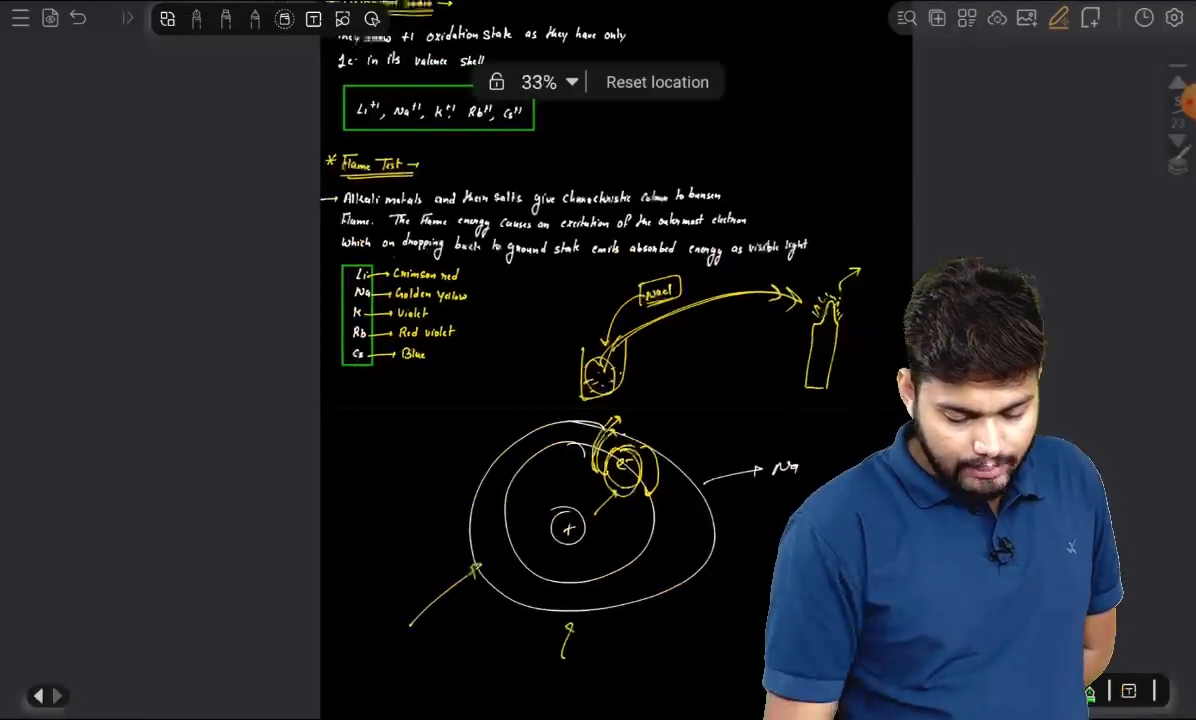 33%
Reset location
They +1 oxidation state as they have only
1e- in its valence shell
Li+1, Na+1, K+1, Rb+1, Cs+1
* Flame Test →
→ Alkali metals and their salts give characteristic colour to bunsen
flame. The flame energy causes an excitation of the outermost electron
which on dropping back to ground state emits absorbed energy as visible light
Li → Crimson red
Na → Golden Yellow
K → Violet
Rb → Red violet
Cs → Blue
NaCl
e-
+
Na
23